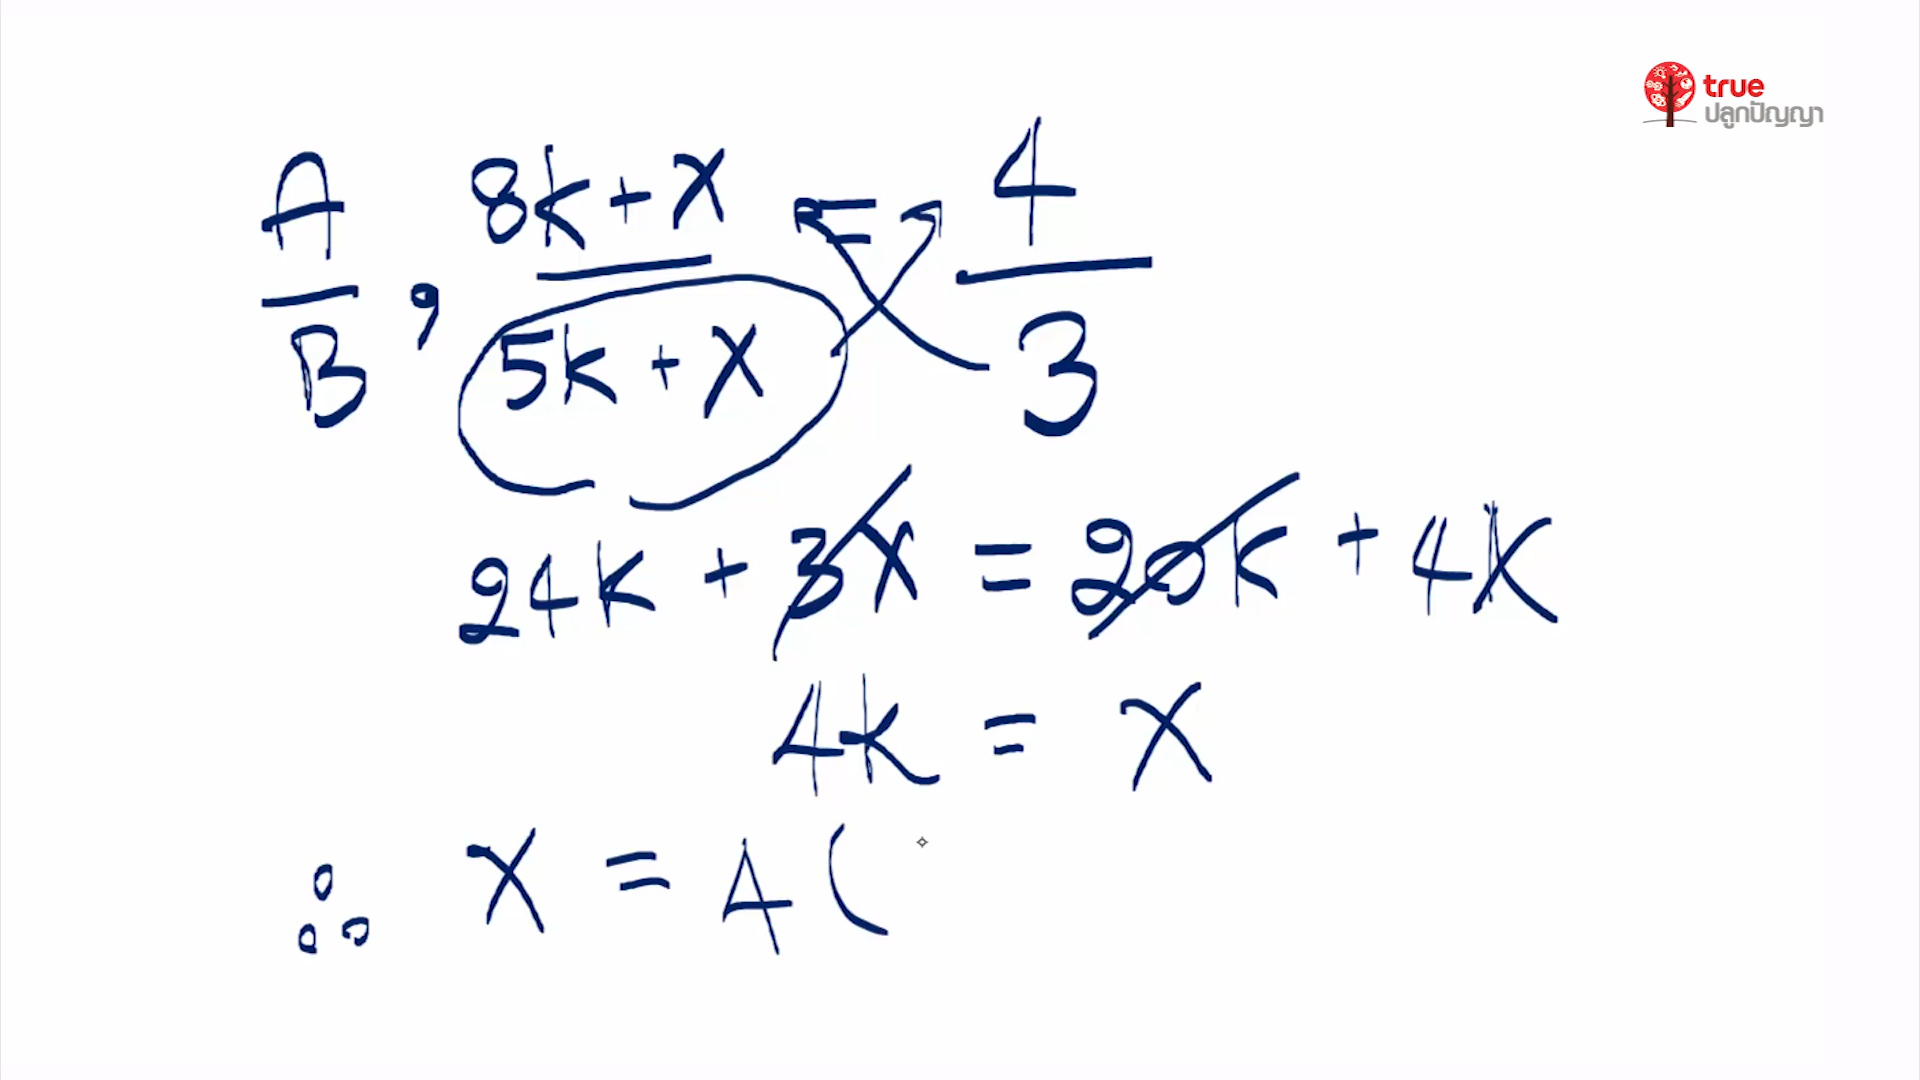 true
ปลูกปัญญา
A/B , (8k+x)/(5k+x) = 4/3
24k + 3x = 20k + 4x
4k = x
∴ x = 4(